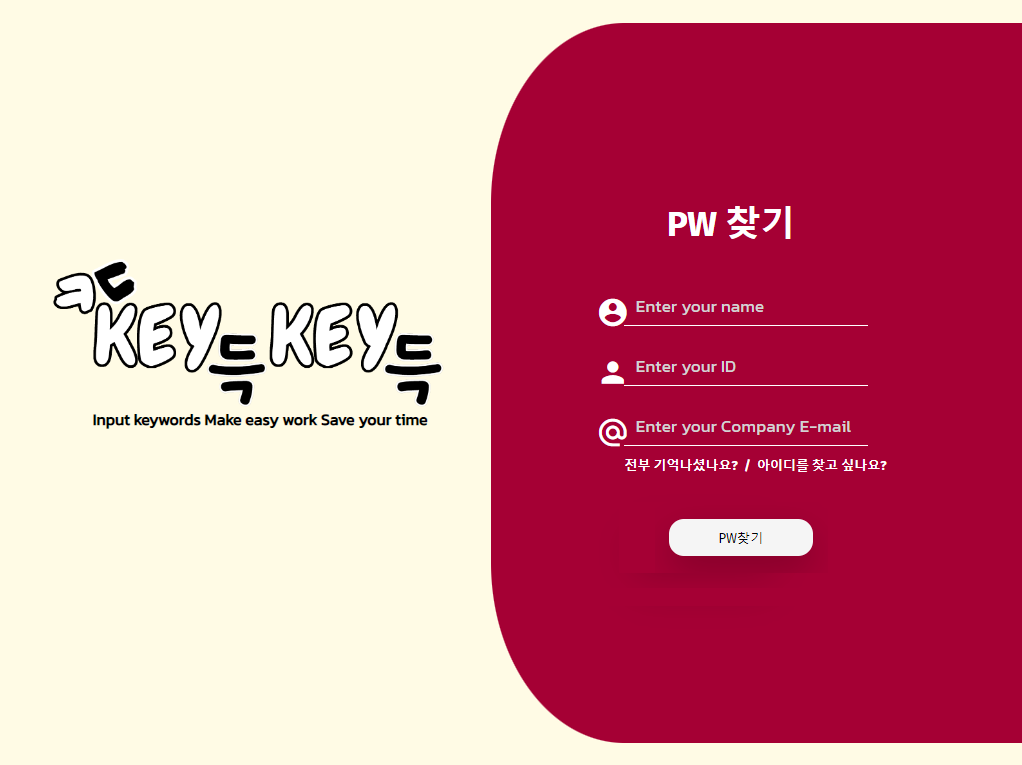 키드
KEY득KEY득
Input keywords Make easy work Save your time
PW 찾기
Enter your name
Enter your ID
Enter your Company E-mail
전부 기억나셨나요? / 아이디를 찾고 싶나요?
PW찾기